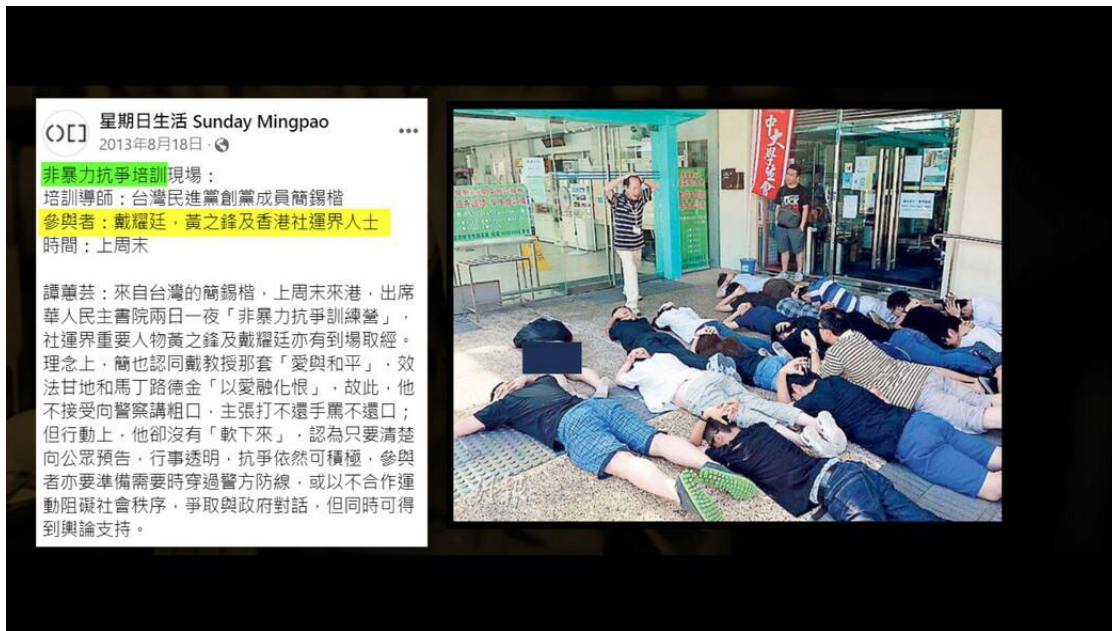 星期日生活 Sunday Mingpao
2013年8月18日
非暴力抗爭培訓現場：
培訓導師：台灣民進黨創黨成員簡錫楷
參與者：戴耀廷，黃之鋒及香港社運界人士
時間：上周末
譚蕙芸：來自台灣的簡錫楷，上周末來港，出席
華人民主書院兩日一夜「非暴力抗爭訓練營」，
社運界重要人物黃之鋒及戴耀廷亦有到場取經。
理念上，簡也認同戴教授那套「愛與和平」，效
法甘地和馬丁路德金「以愛融化恨」，故此，他
不接受向警察講粗口，主張打不還手罵不還口；
但行動上，他卻沒有「軟下來」，認為只要清楚
向公眾預告，行事透明，抗爭依然可積極，參與
者亦要準備需要時穿過警方防線，或以不合作運
動阻礙社會秩序，爭取與政府對話，但同時可得
到輿論支持。
中大學生會
明報